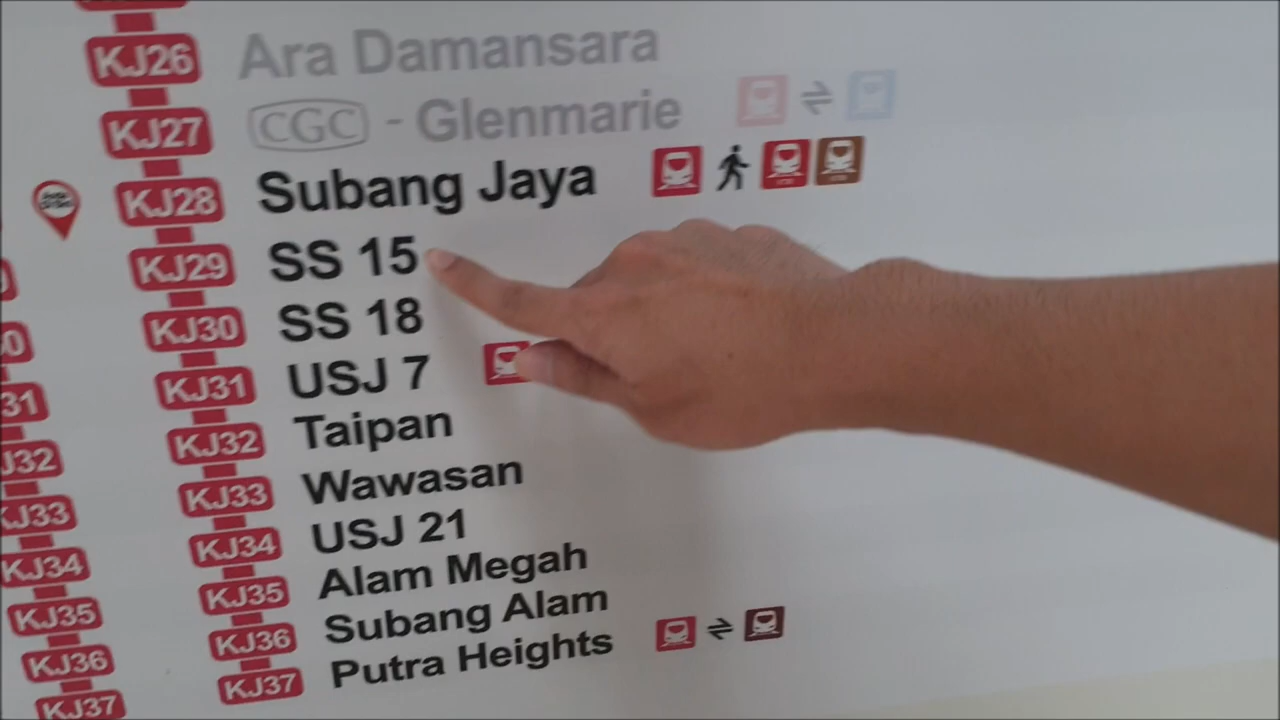 KJ26 Ara Damansara
KJ27 CGC - Glenmarie
KJ28 Subang Jaya
KJ29 SS 15
KJ30 SS 18
KJ31 USJ 7
KJ32 Taipan
KJ33 Wawasan
KJ34 USJ 21
KJ35 Alam Megah
KJ36 Subang Alam
KJ37 Putra Heights
31
J32
KJ33
KJ34
KJ35
KJ36
KJ37